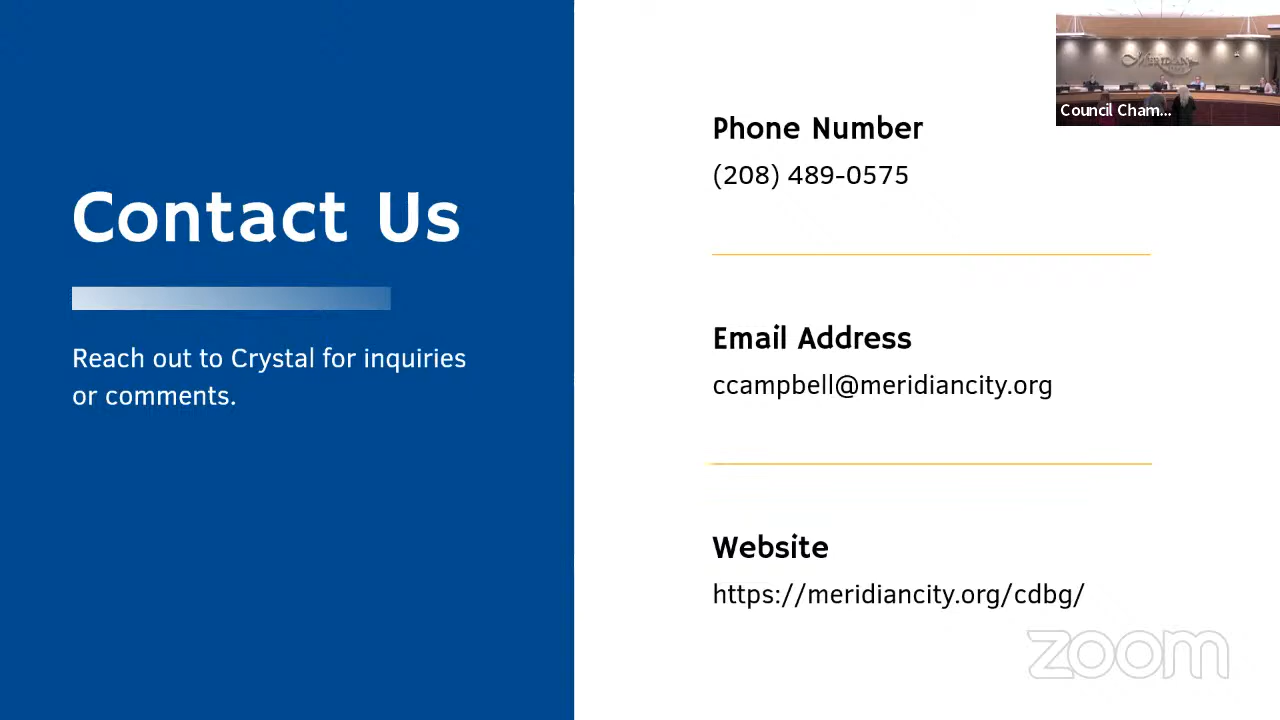 Contact Us
Reach out to Crystal for inquiries
or comments.
Phone Number
(208) 489-0575
Email Address
ccampbell@meridiancity.org
Website
https://meridiancity.org/cdbg/
MERIDIAN
Council Cham...
zoom